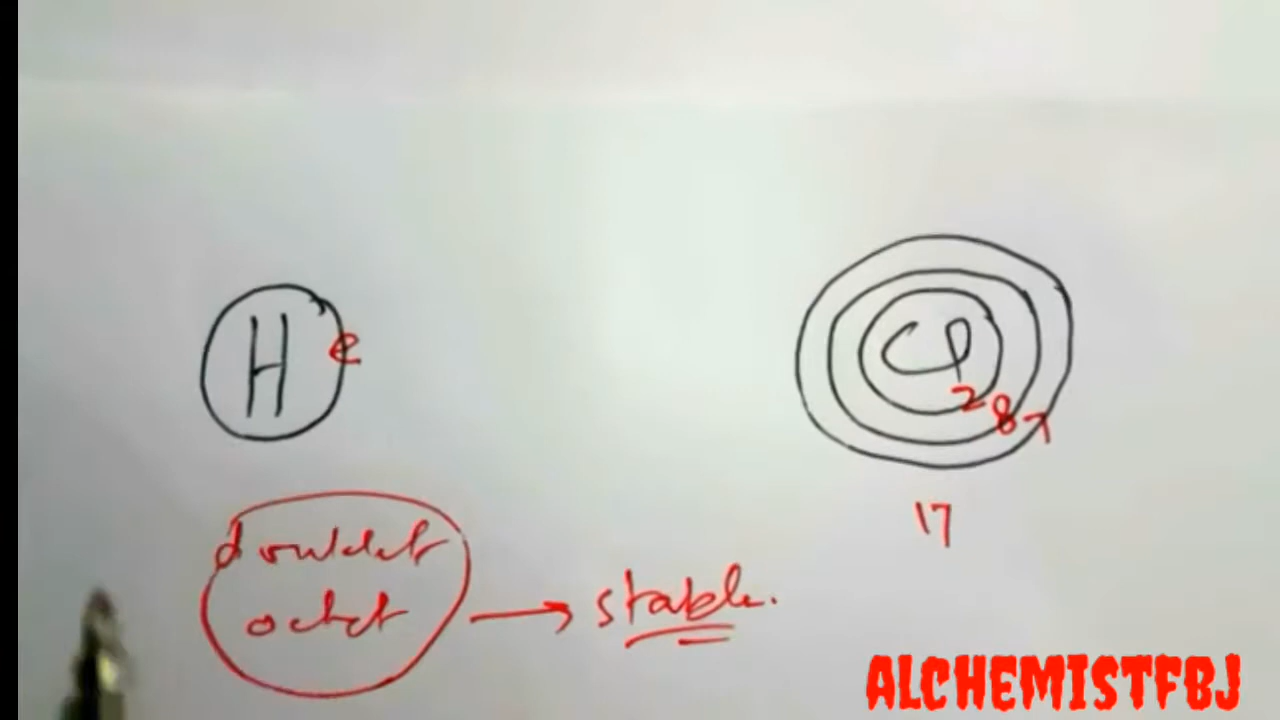 H
e
Cl
2 8 7
17
doublet
octet
stable.
ALCHEMISTFBJ